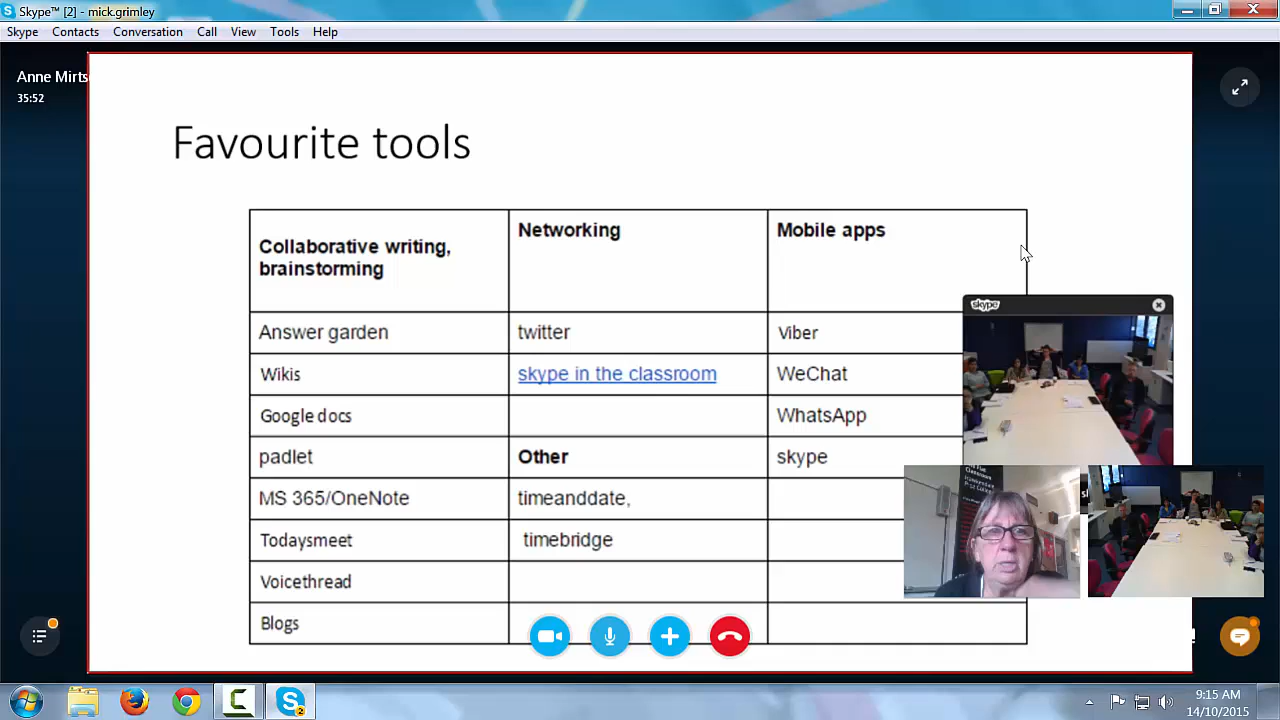 Skype™ [2] - mick.grimley
Skype Contacts Conversation Call View Tools Help
Anne Mirts
35:52
Favourite tools
Collaborative writing,
brainstorming
Networking
Mobile apps
Answer garden
twitter
Viber
Wikis
skype in the classroom
WeChat
Google docs
WhatsApp
padlet
Other
skype
MS 365/OneNote
timeanddate,
Todaysmeet
timebridge
Voicethread
Blogs
skype
Classroom
9:15 AM
14/10/2015
2